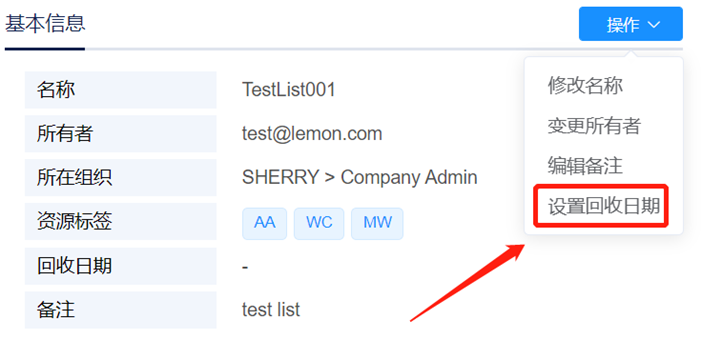 基本信息
操作
名称 TestList001
所有者 test@lemon.com
所在组织 SHERRY > Company Admin
资源标签 AA WC MW
回收日期 -
备注 test list
修改名称
变更所有者
编辑备注
设置回收日期